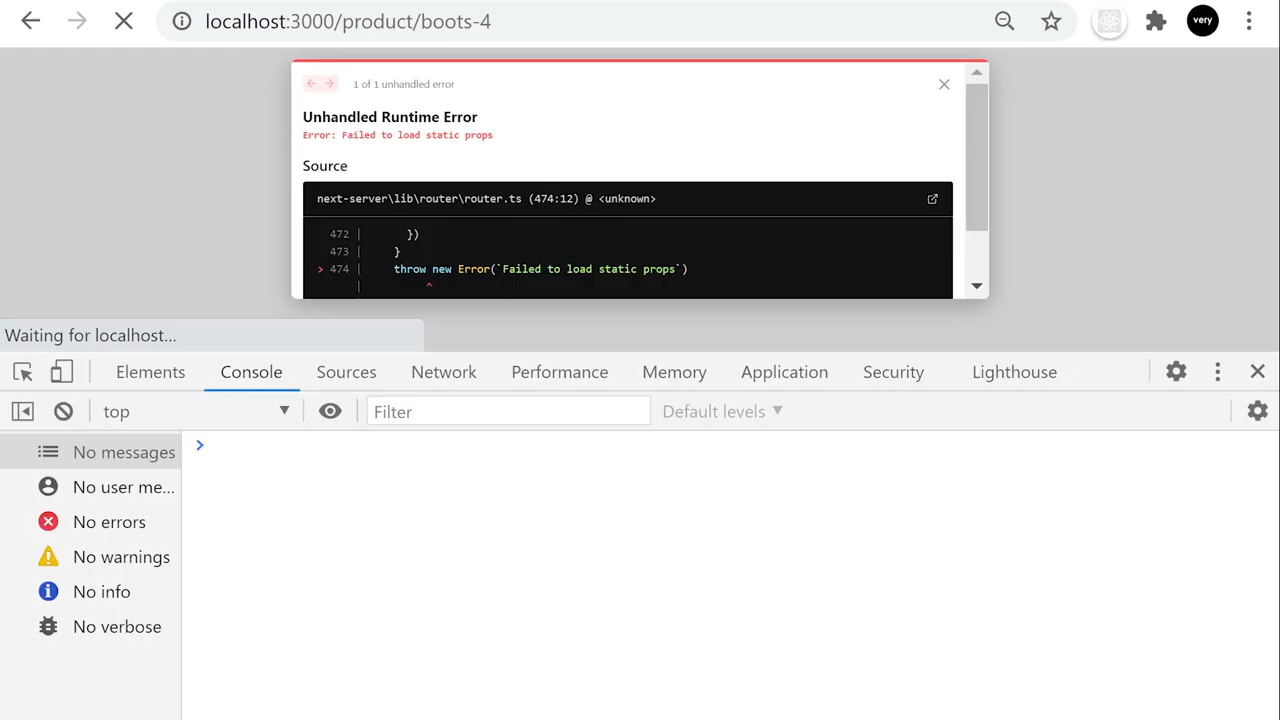 localhost:3000/product/boots-4
very
1 of 1 unhandled error
Unhandled Runtime Error
Error: Failed to load static props
Source
next-server\lib\router\router.ts (474:12) @ <unknown>
472 | })
473 | }
> 474 | throw new Error(`Failed to load static props`)
| ^
Waiting for localhost...
Elements Console Sources Network Performance Memory Application Security Lighthouse
top Filter Default levels
No messages
>
No user me...
No errors
No warnings
No info
No verbose